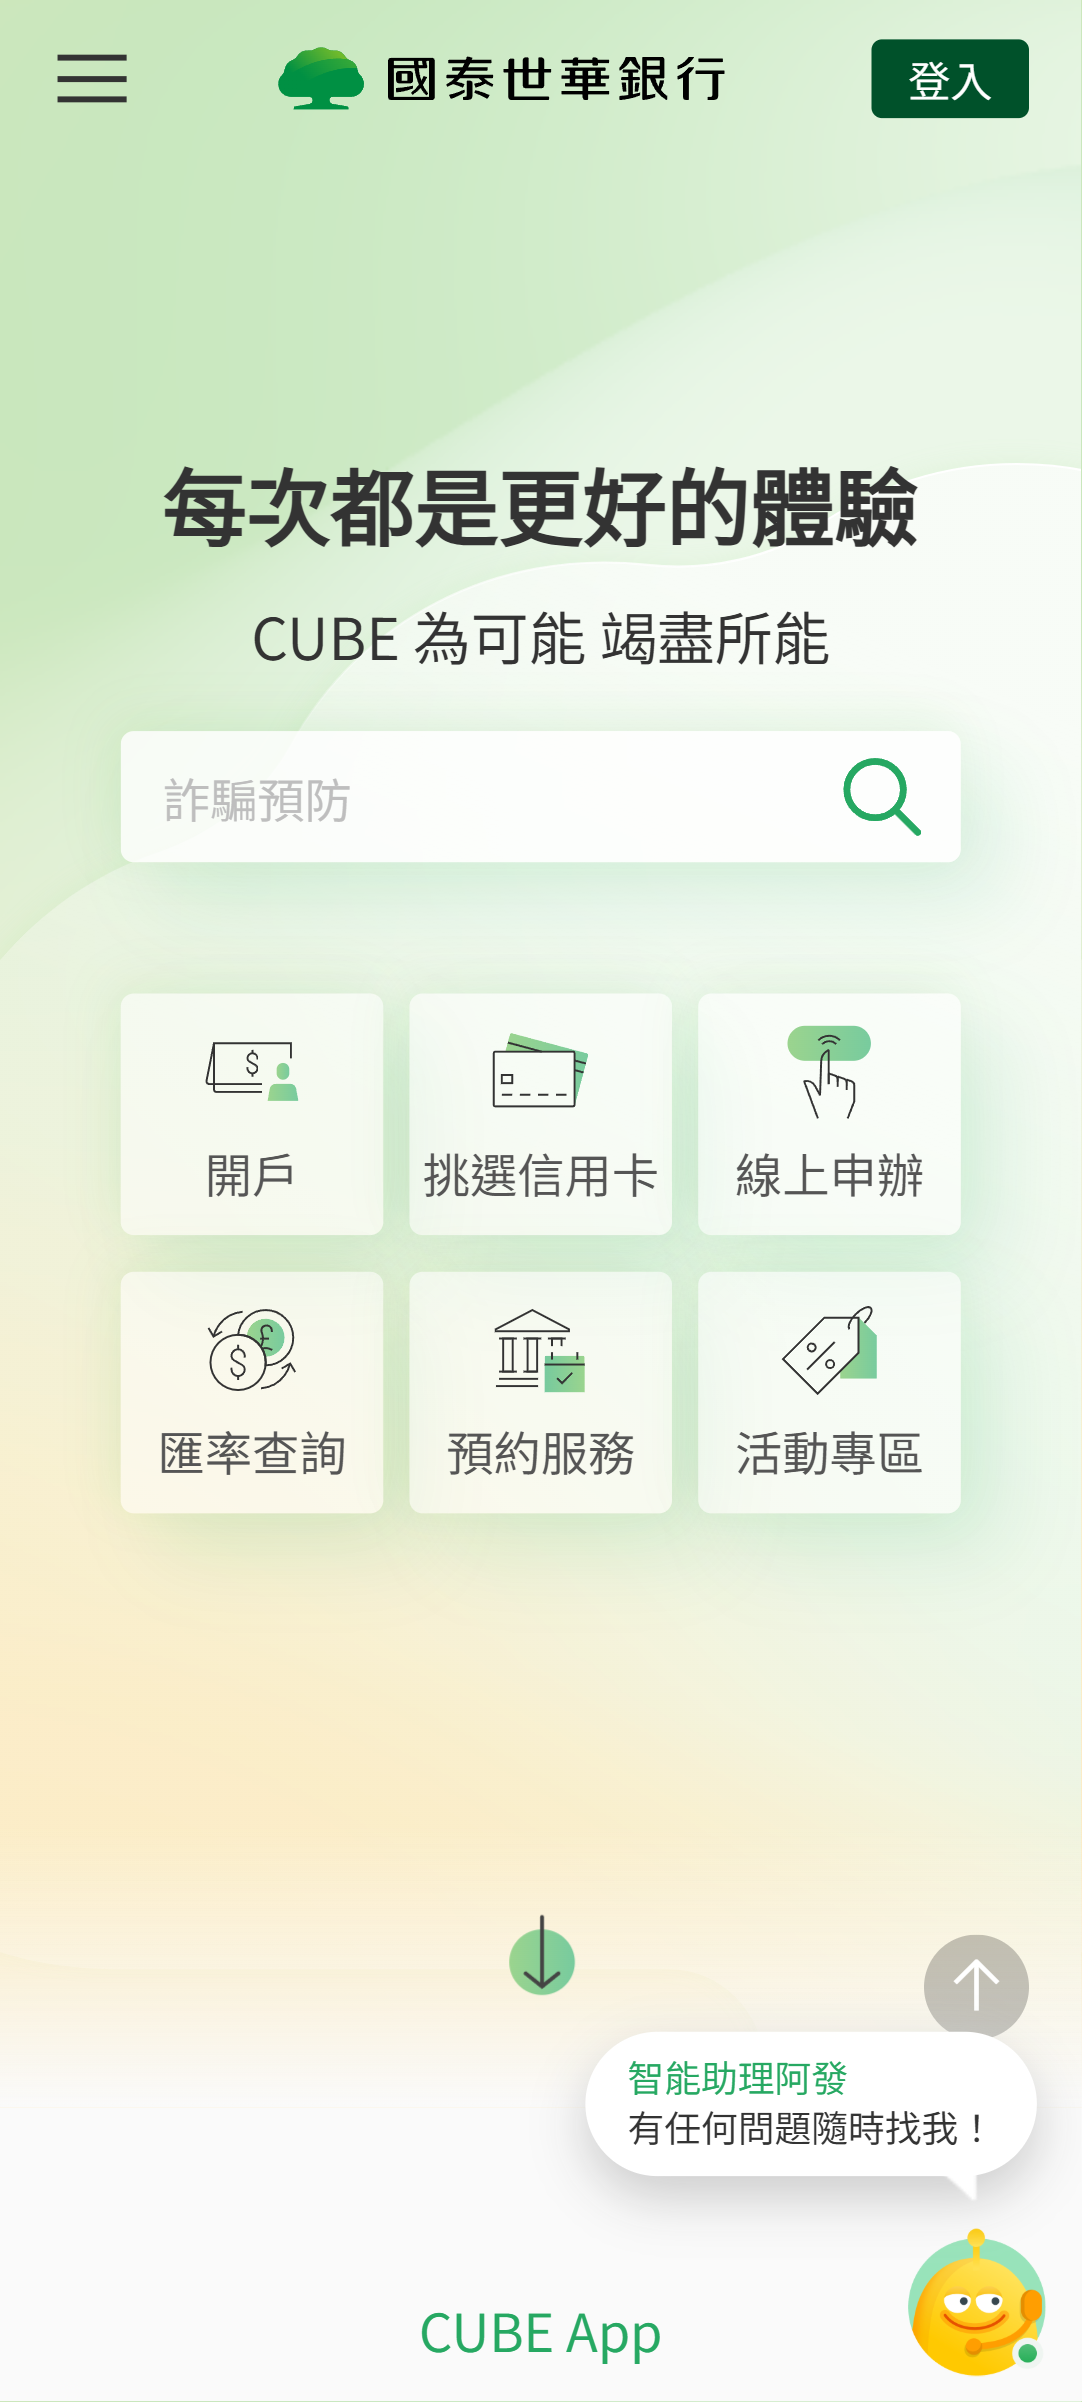 國泰世華銀行
登入
每次都是更好的體驗
CUBE 為可能 竭盡所能
詐騙預防
開戶
挑選信用卡
線上申辦
匯率查詢
預約服務
活動專區
智能助理阿發
有任何問題隨時找我！
CUBE App